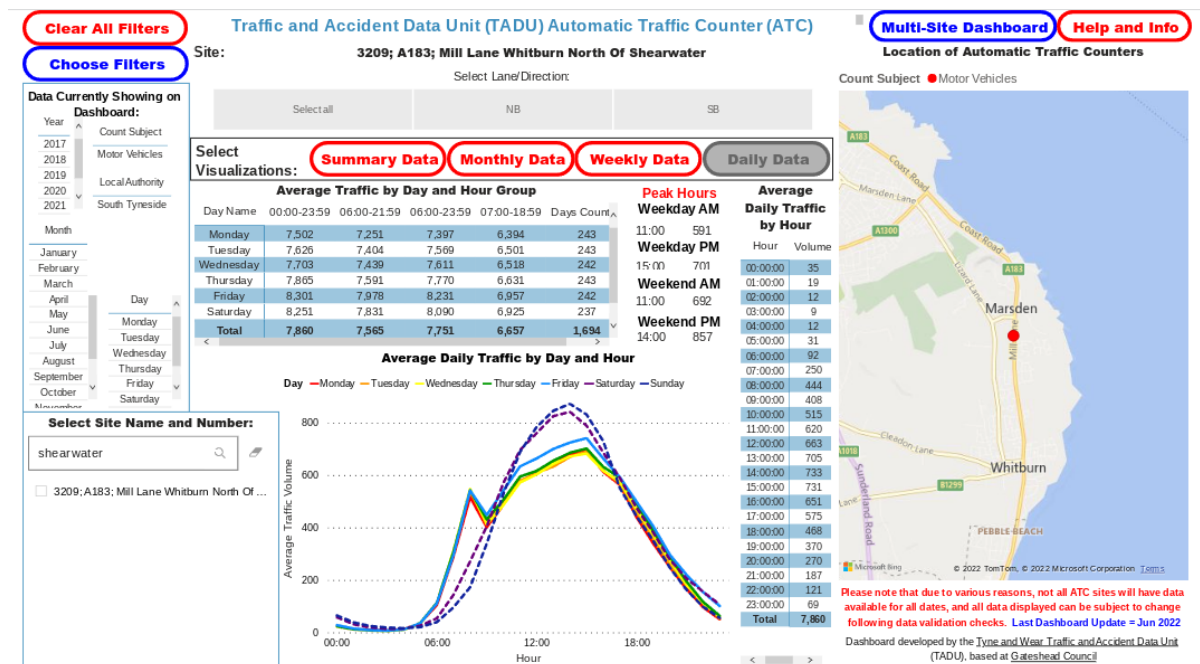 Clear All Filters
Choose Filters
Traffic and Accident Data Unit (TADU) Automatic Traffic Counter (ATC)
Site:
3209; A183; Mill Lane Whitburn North Of Shearwater
Select Lane/Direction:
Select all NB SB
Multi-Site Dashboard
Help and Info
Location of Automatic Traffic Counters
Count Subject Motor Vehicles
Data Currently Showing on
Dashboard:
Year
2017
2018
2019
2020
2021
Count Subject
Motor Vehicles
Local Authority
South Tyneside
Month
January
February
March
April
May
June
July
August
September
October
November
Day
Monday
Tuesday
Wednesday
Thursday
Friday
Saturday
Select
Visualizations:
Summary Data
Monthly Data
Weekly Data
Daily Data
Average Traffic by Day and Hour Group
Day Name 00:00-23:59 06:00-21:59 06:00-23:59 07:00-18:59 Days Count
Monday 7,502 7,251 7,397 6,394 243
Tuesday 7,626 7,404 7,569 6,501 243
Wednesday 7,703 7,439 7,611 6,518 242
Thursday 7,865 7,591 7,770 6,631 243
Friday 8,301 7,978 8,231 6,957 242
Saturday 8,251 7,831 8,090 6,925 237
Total 7,860 7,565 7,751 6,657 1,694
Peak Hours
Weekday AM
11:00 591
Weekday PM
15:00 701
Weekend AM
11:00 692
Weekend PM
14:00 857
Average
Daily Traffic
by Hour
Hour Volume
00:00:00 35
01:00:00 19
02:00:00 12
03:00:00 9
04:00:00 12
05:00:00 31
06:00:00 92
07:00:00 250
08:00:00 444
09:00:00 408
10:00:00 515
11:00:00 620
12:00:00 663
13:00:00 705
14:00:00 733
15:00:00 731
16:00:00 651
17:00:00 575
18:00:00 468
19:00:00 370
20:00:00 270
21:00:00 187
22:00:00 121
23:00:00 69
Total 7,860
Average Daily Traffic by Day and Hour
Day Monday Tuesday Wednesday Thursday Friday Saturday Sunday
Average Traffic Volume
800
600
400
200
0
00:00 06:00 12:00 18:00
Hour
Select Site Name and Number:
shearwater
3209; A183; Mill Lane Whitburn North Of ...
A183
Coast Road
Marsden Lane
A1300
Coast Road
A183
Lizard Lane
Marsden
Mill Lane
Cleadon Lane
A1018
Whitburn
B1299
Lane
Sunderland Road
PEBBLE BEACH
Microsoft Bing
© 2022 TomTom, © 2022 Microsoft Corporation Terms
Please note that due to various reasons, not all ATC sites will have data
available for all dates, and all data displayed can be subject to change
following data validation checks. Last Dashboard Update = Jun 2022
Dashboard developed by the Tyne and Wear Traffic and Accident Data Unit
(TADU), based at Gateshead Council